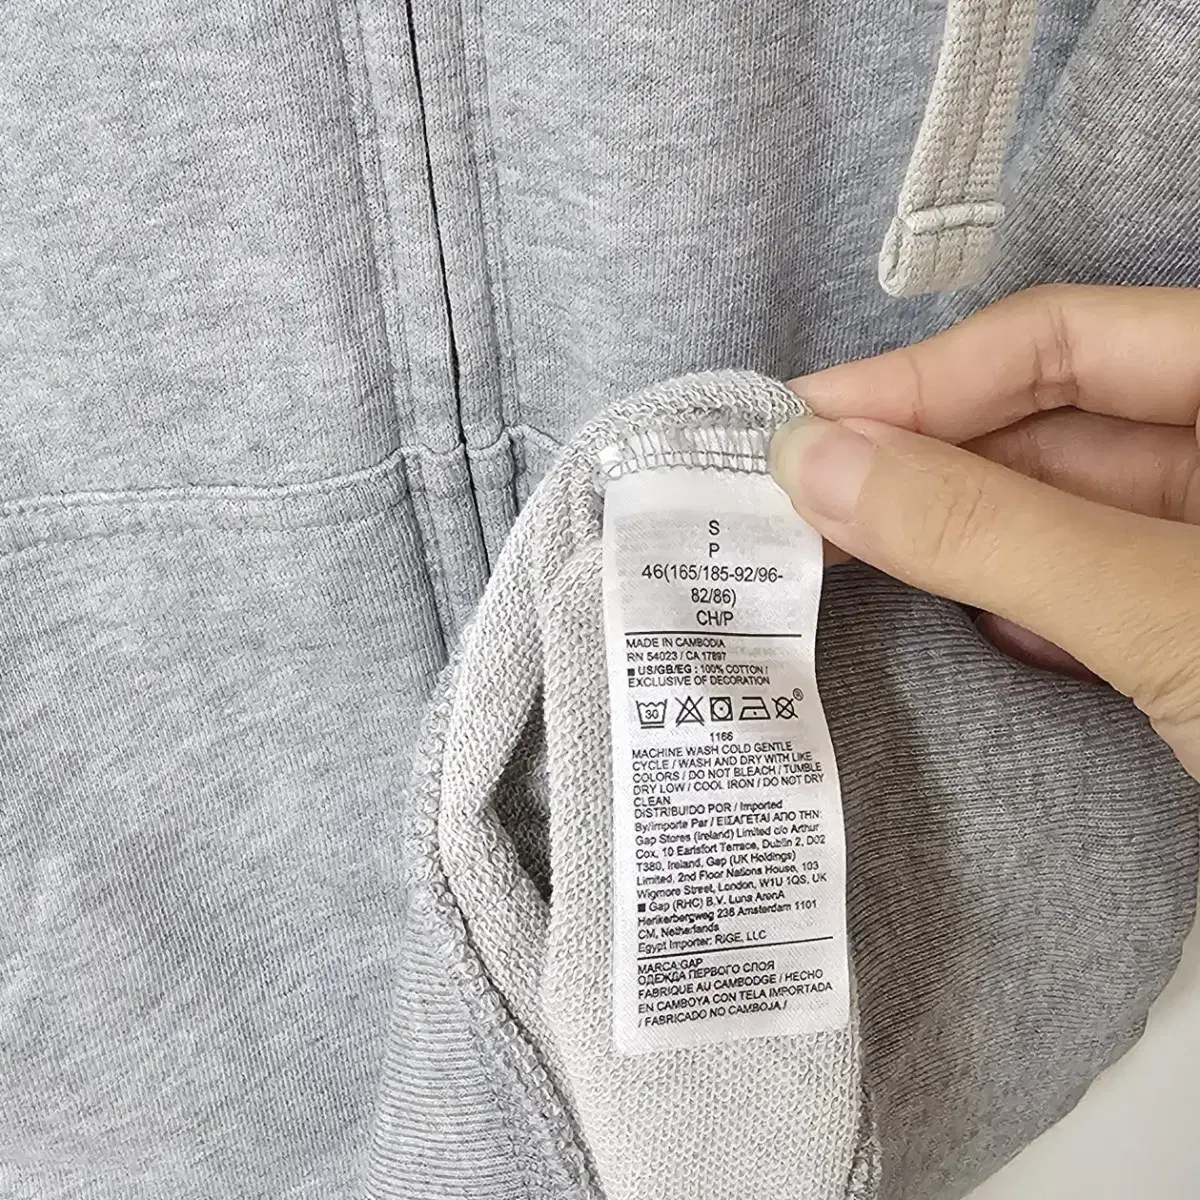 S
P
46(165/185-92/96-
82/86)
CH/P
MADE IN CAMBODIA
RN 54023 / CA 17897
■ US/GB/EG : 100% COTTON /
EXCLUSIVE OF DECORATION
30
®
1166
MACHINE WASH COLD GENTLE
CYCLE / WASH AND DRY WITH LIKE
COLORS / DO NOT BLEACH / TUMBLE
DRY LOW / COOL IRON / DO NOT DRY
CLEAN
DISTRIBUIDO POR / Imported
By/Importe Par / ΕΙΣΑΓΕΤΑΙ ΑΠΟ ΤΗΝ:
Gap Stores (Ireland) Limited c/o Arthur
Cox, 10 Earlsfort Terrace, Dublin 2, D02
T380, Ireland, Gap (UK Holdings)
Limited, 2nd Floor Nations House, 103
Wigmore Street, London, W1U 1QS, UK
■ Gap (RHC) B.V. Luna ArenA
Herikerbergweg 238 Amsterdam 1101
CM, Netherlands
Egypt Importer: RIGE, LLC
MARCA:GAP
ОДЕЖДА ПЕРВОГО СЛОЯ
FABRIQUE AU CAMBODGE / HECHO
EN CAMBOYA CON TELA IMPORTADA
/ FABRICADO NO CAMBOJA /